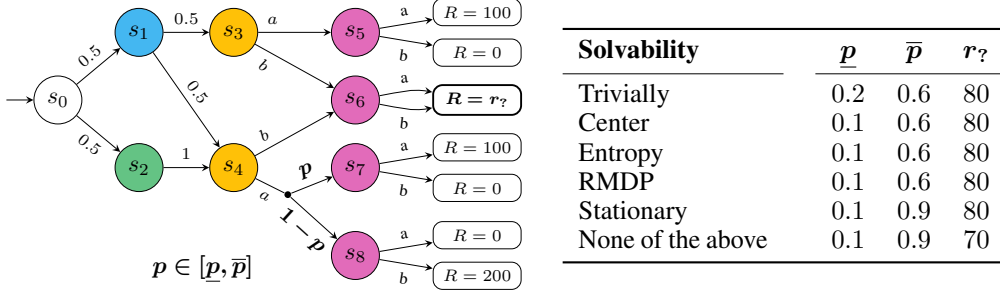 s₀
0.5
0.5
s₁
s₂
0.5
0.5
1
s₃
s₄
a
b
b
a
p
1 − p
s₅
s₆
s₇
s₈
a
R = 100
b
R = 0
a
R = r?
b
a
R = 100
b
R = 0
a
R = 0
b
R = 200
p ∈ [p̲, p̅]
Solvability p̲ p̅ r?
Trivially 0.2 0.6 80
Center 0.1 0.6 80
Entropy 0.1 0.6 80
RMDP 0.1 0.6 80
Stationary 0.1 0.9 80
None of the above 0.1 0.9 70